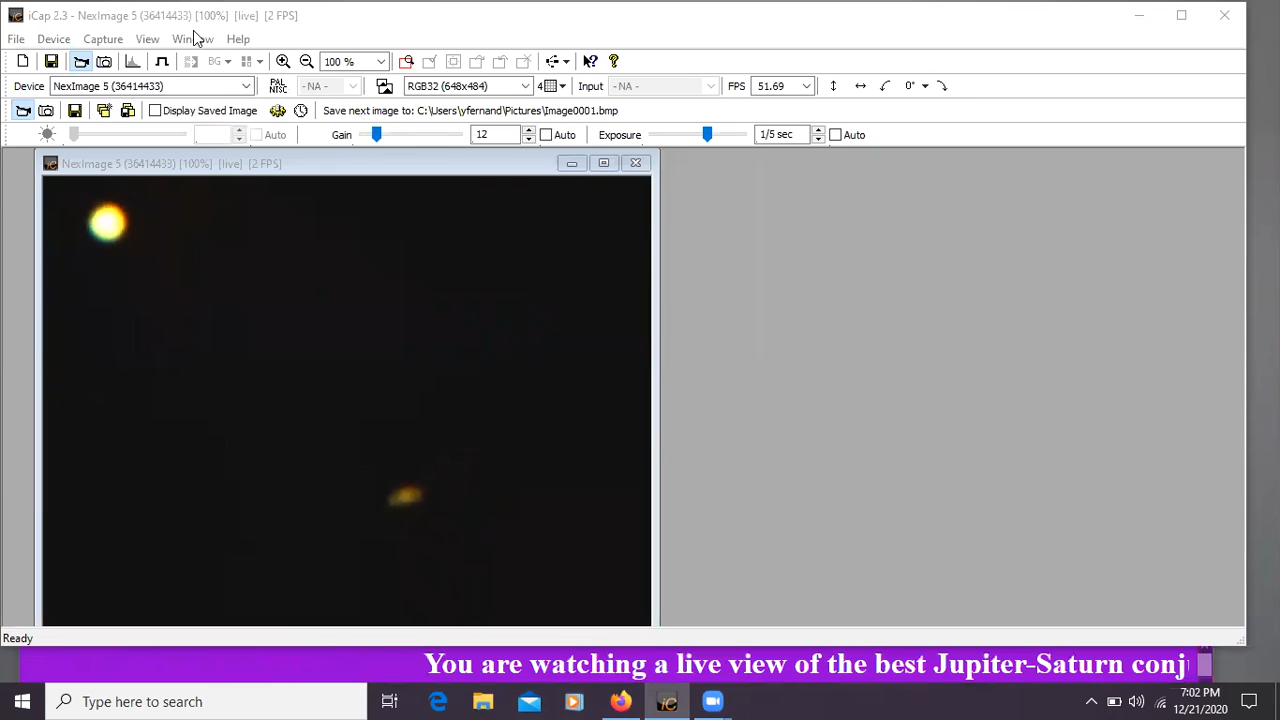 iCap 2.3 - NexImage 5 (36414433) [100%] [live] [2 FPS]
File Device Capture View Window Help
BG 100 %
Device NexImage 5 (36414433) PAL NTSC - NA - RGB32 (648x484) 4 Input - NA - FPS 51.69 0°
Display Saved Image Save next image to: C:\Users\yfernand\Pictures\Image0001.bmp
Auto Gain 12 Auto Exposure 1/5 sec Auto
NexImage 5 (36414433) [100%] [live] [2 FPS]
Ready
You are watching a live view of the best Jupiter-Saturn conj
Type here to search
7:02 PM
12/21/2020